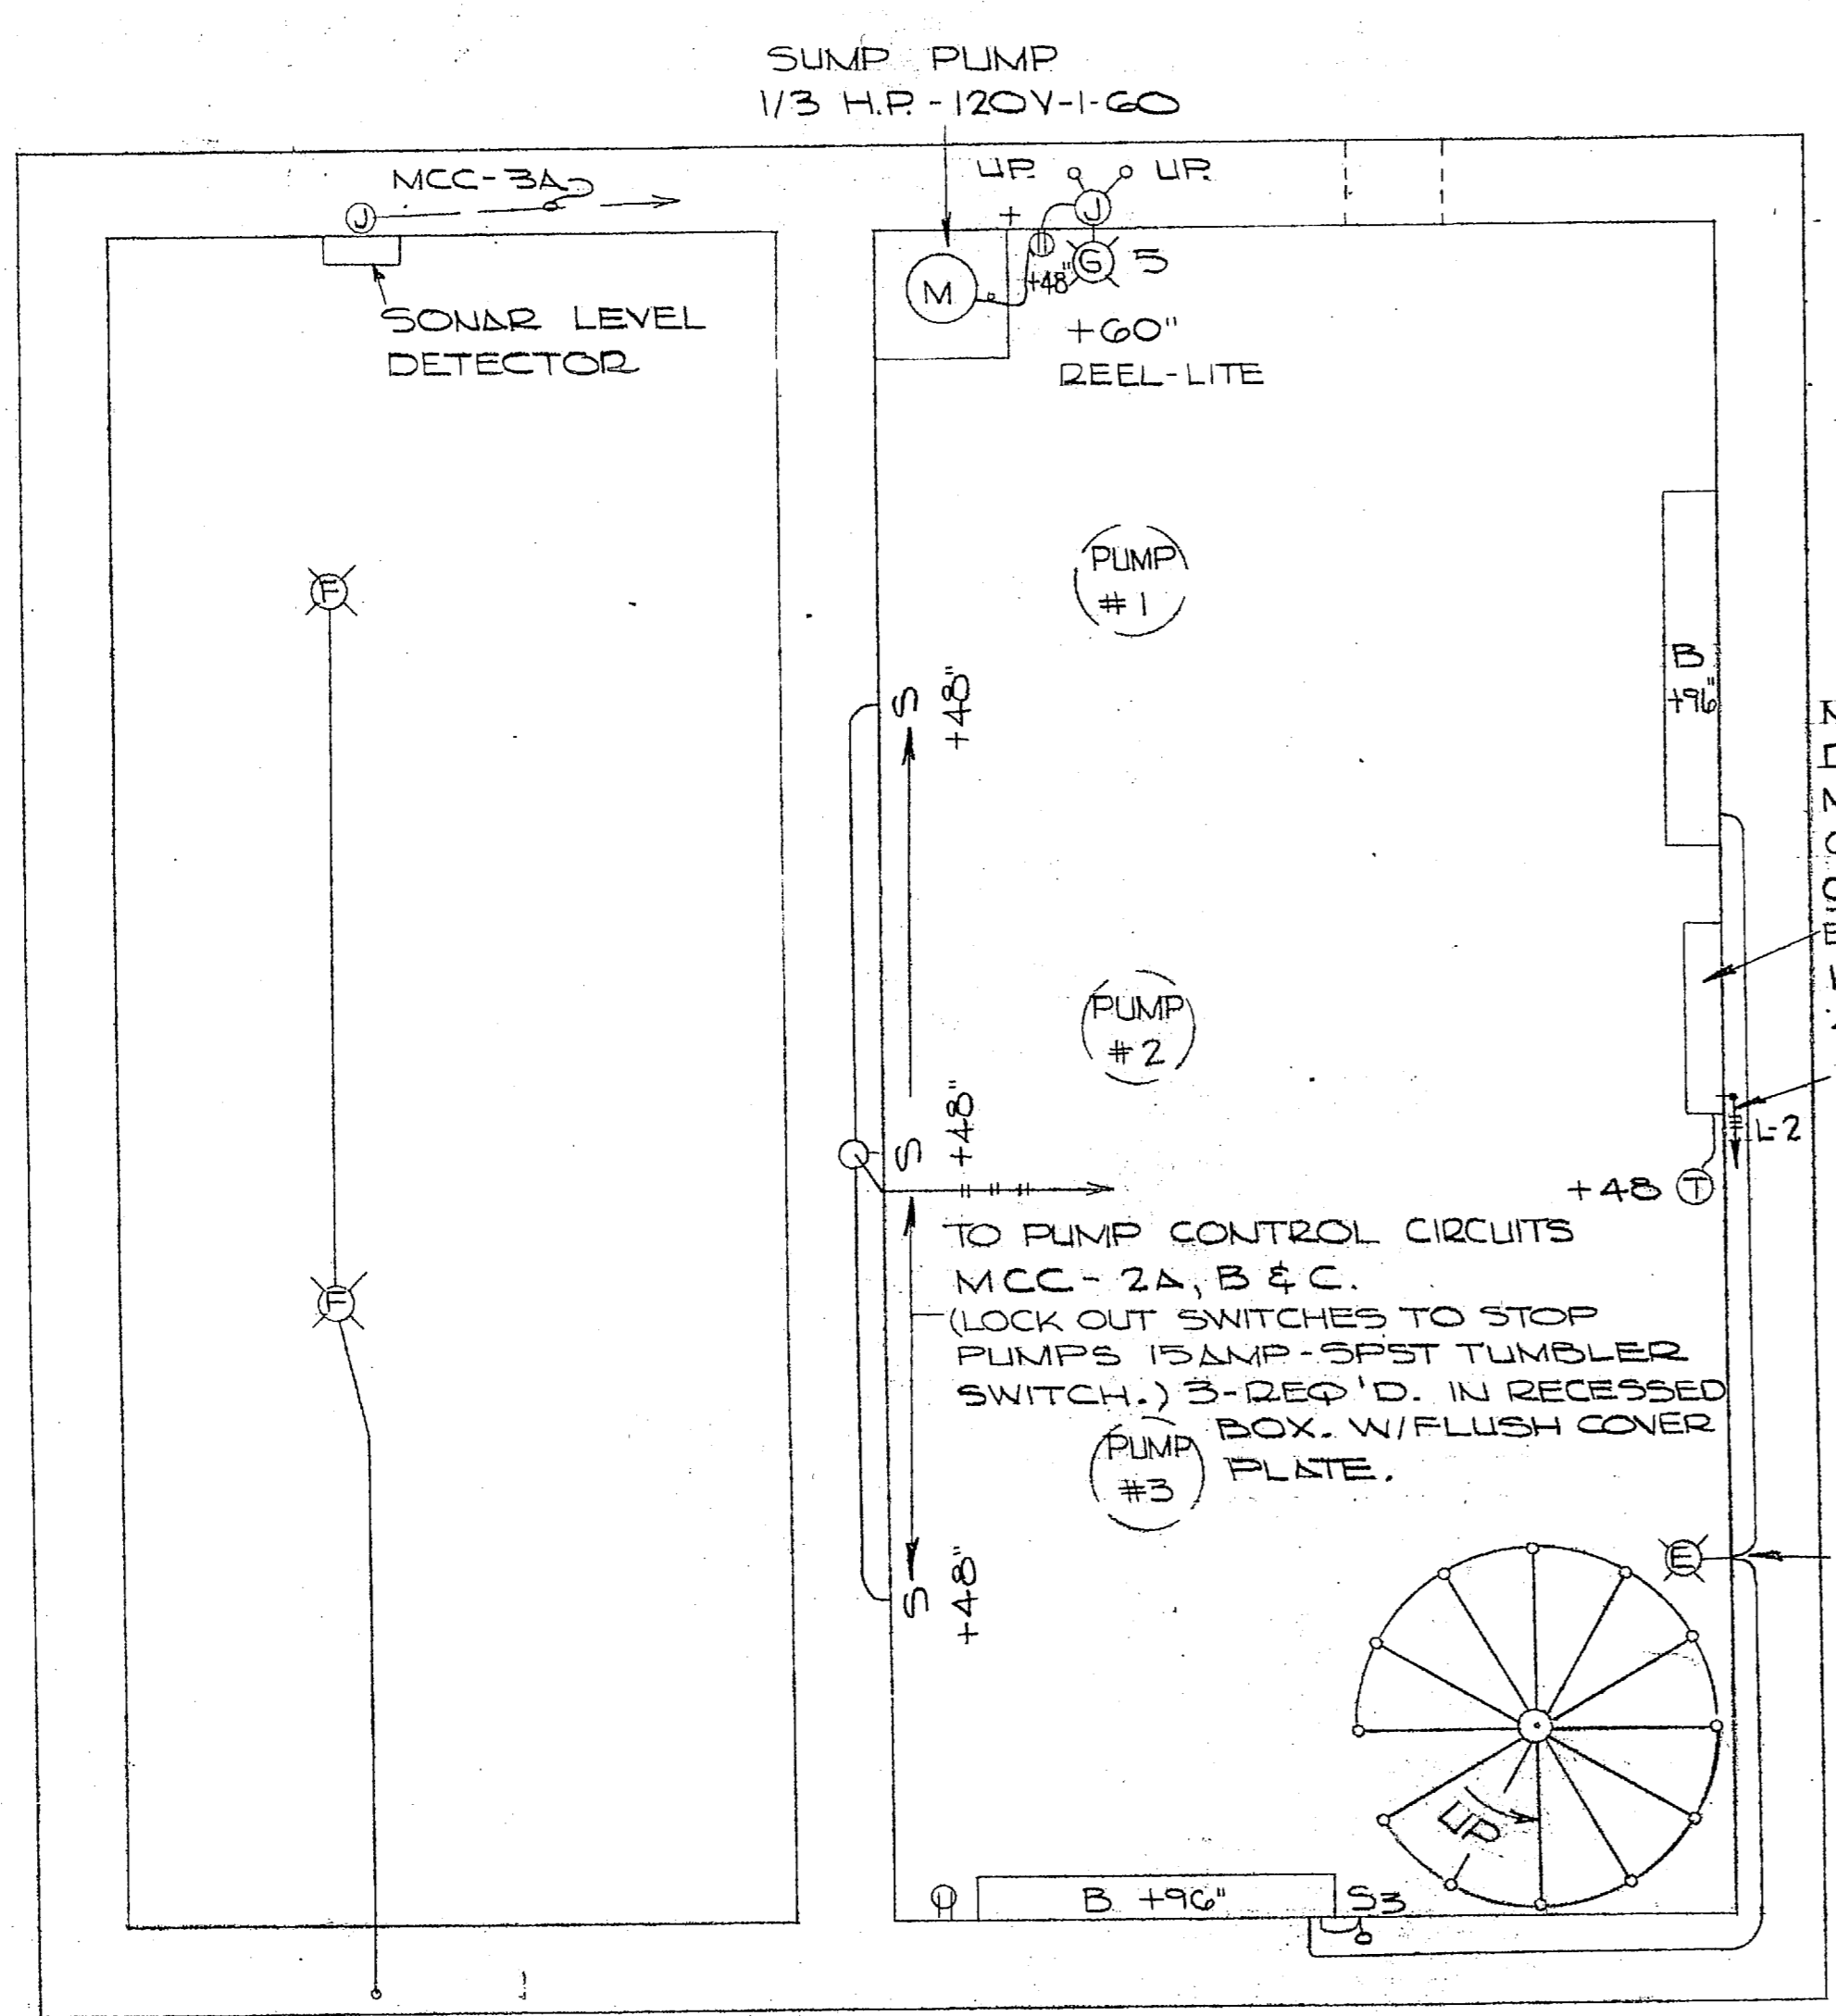 SUMP PUMP
1/3 H.P. - 120V-1-60
MCC-3A
UP.
UP.
J
J
M
+48"
G
5
SONAR LEVEL
DETECTOR
+60"
REEL-LITE
F
PUMP
#1
B
+96"
S
+48"
PUMP
#2
S
+48"
L-2
+48
T
TO PUMP CONTROL CIRCUITS
MCC - 2A, B & C.
(LOCK OUT SWITCHES TO STOP
PUMPS 15 AMP - SPST TUMBLER
SWITCH.) 3-REQ'D. IN RECESSED
BOX. W/FLUSH COVER
PLATE.
F
PUMP
#3
S
+48"
E
UP
B +96"
S3